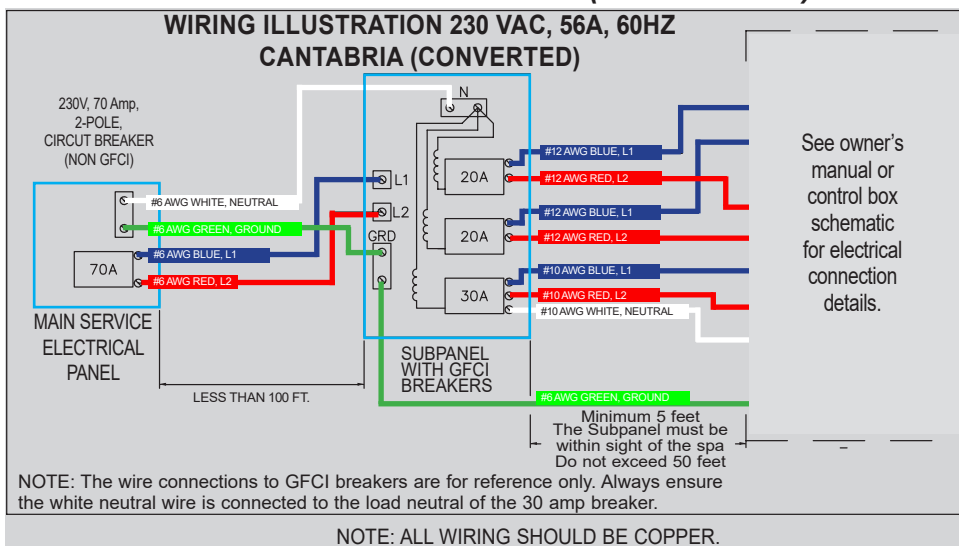 WIRING ILLUSTRATION 230 VAC, 56A, 60HZ
CANTABRIA (CONVERTED)
230V, 70 Amp,
2-POLE,
CIRCUT BREAKER
(NON GFCI)
N
#6 AWG WHITE, NEUTRAL
#6 AWG GREEN, GROUND
#6 AWG BLUE, L1
#6 AWG RED, L2
70A
MAIN SERVICE
ELECTRICAL
PANEL
LESS THAN 100 FT.
L1
L2
GRD
20A
20A
30A
SUBPANEL
WITH GFCI
BREAKERS
#12 AWG BLUE, L1
#12 AWG RED, L2
#12 AWG BLUE, L1
#12 AWG RED, L2
#10 AWG BLUE, L1
#10 AWG RED, L2
#10 AWG WHITE, NEUTRAL
#6 AWG GREEN, GROUND
Minimum 5 feet
The Subpanel must be
within sight of the spa
Do not exceed 50 feet
See owner's
manual or
control box
schematic
for electrical
connection
details.
NOTE: The wire connections to GFCI breakers are for reference only. Always ensure
the white neutral wire is connected to the load neutral of the 30 amp breaker.
NOTE: ALL WIRING SHOULD BE COPPER.